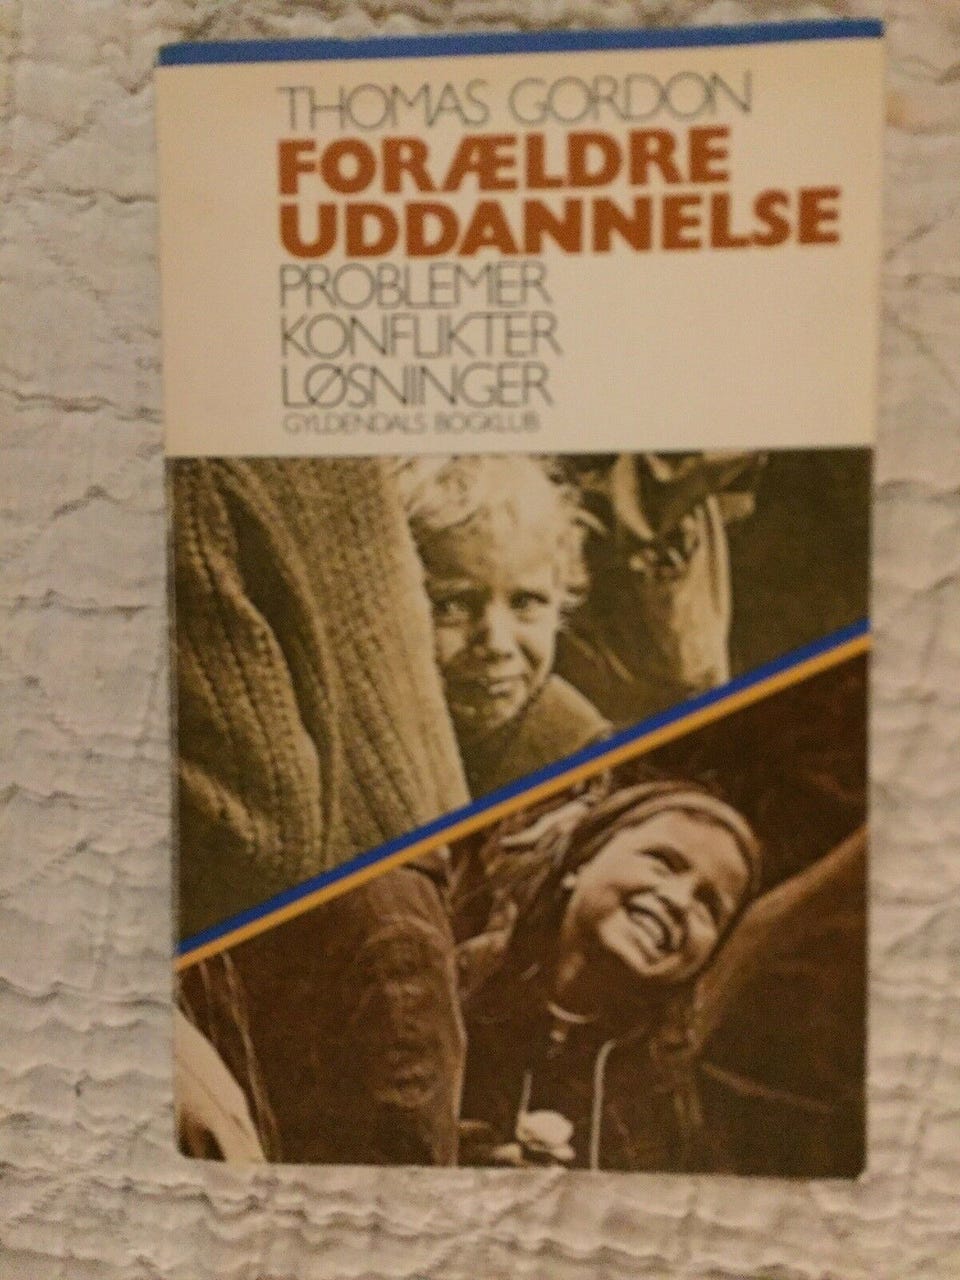 THOMAS GORDON
FORÆLDRE
UDDANNELSE
PROBLEMER
KONFLIKTER
LØSNINGER
GYLDENDALS BOGKLUB